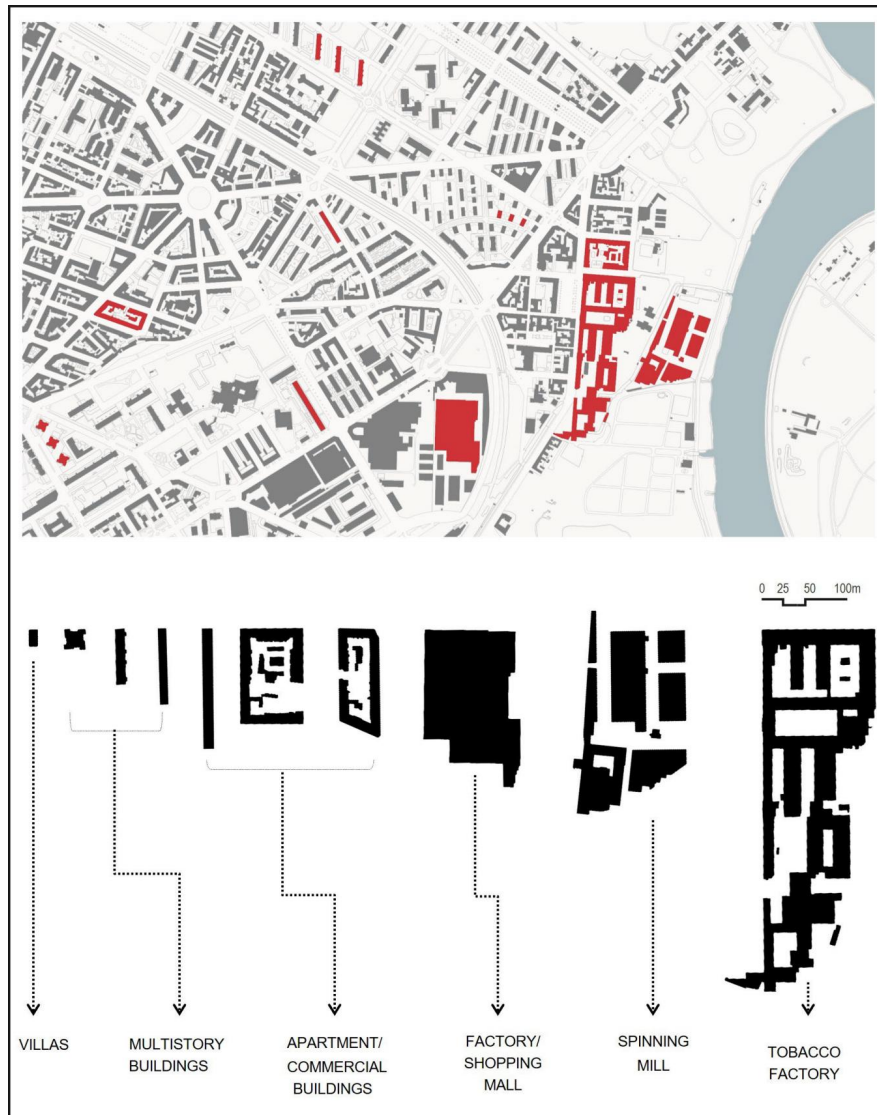 0 25 50 100m
VILLAS
MULTISTORY
BUILDINGS
APARTMENT/
COMMERCIAL
BUILDINGS
FACTORY/
SHOPPING
MALL
SPINNING
MILL
TOBACCO
FACTORY